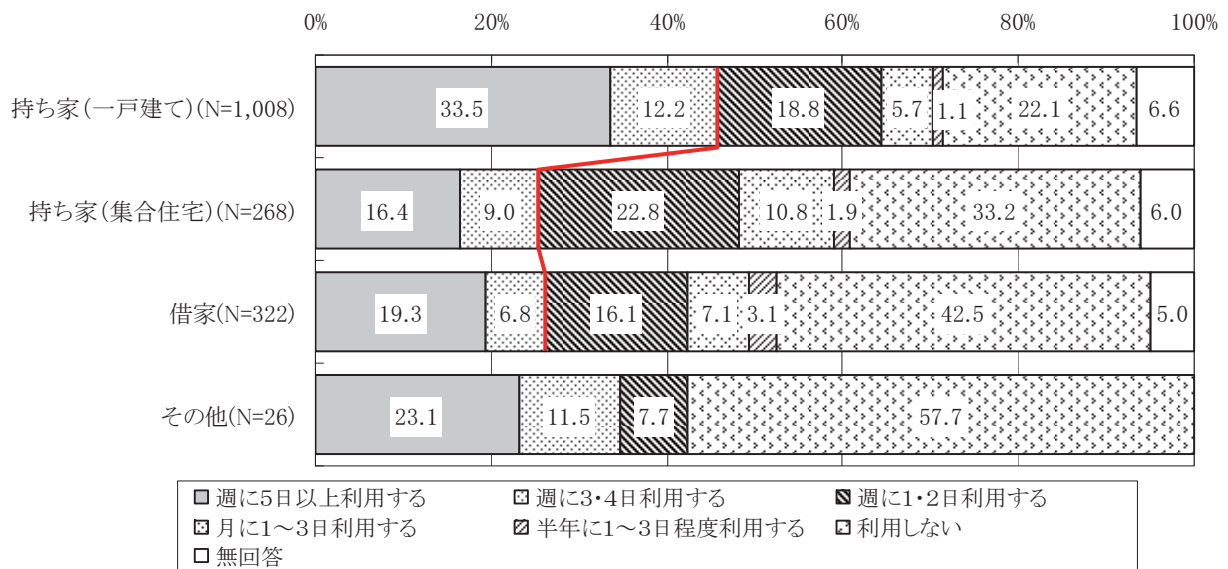 0% 20% 40% 60% 80% 100%
持ち家(一戸建て)(N=1,008) 33.5 12.2 18.8 5.7 1.1 22.1 6.6
持ち家(集合住宅)(N=268) 16.4 9.0 22.8 10.8 1.9 33.2 6.0
借家(N=322) 19.3 6.8 16.1 7.1 3.1 42.5 5.0
その他(N=26) 23.1 11.5 7.7 57.7
週に5日以上利用する 週に3・4日利用する 週に1・2日利用する
月に1～3日利用する 半年に1～3日程度利用する 利用しない
無回答